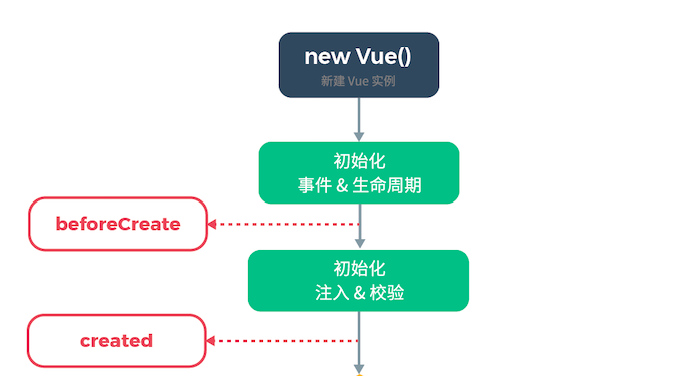 new Vue()
新建 Vue 实例
初始化
事件 & 生命周期
beforeCreate
初始化
注入 & 校验
created